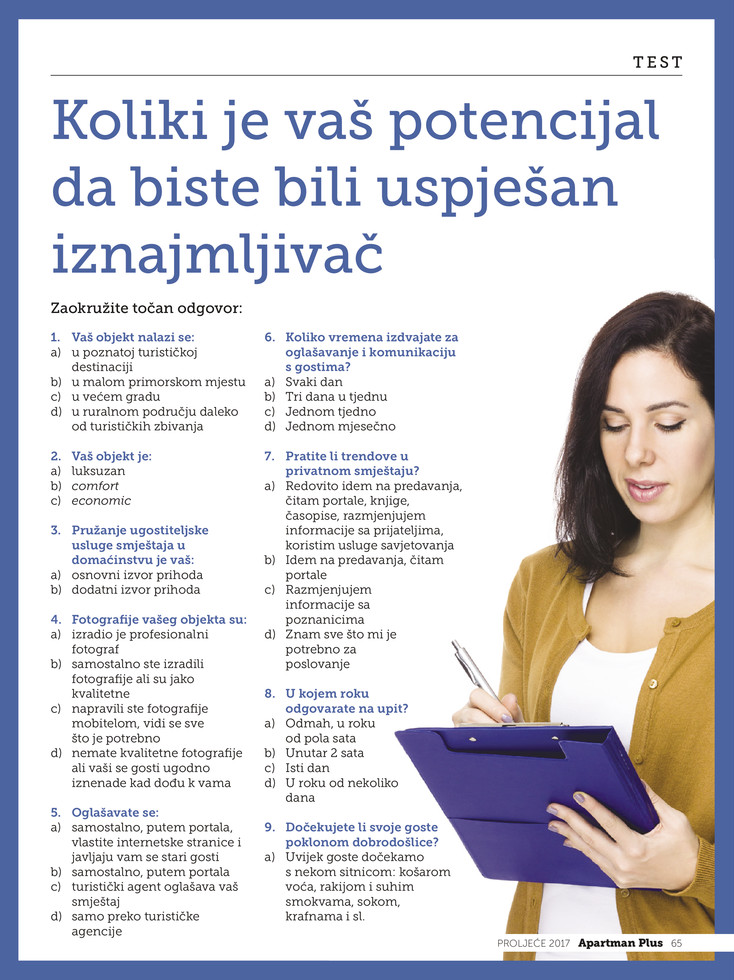 TEST
Koliki je vaš potencijal
da biste bili uspješan
iznajmljivač
Zaokružite točan odgovor:
1. Vaš objekt nalazi se:
a) u poznatoj turističkoj
destinaciji
b) u malom primorskom mjestu
c) u većem gradu
d) u ruralnom području daleko
od turističkih zbivanja
2. Vaš objekt je:
a) luksuzan
b) comfort
c) economic
3. Pružanje ugostiteljske
usluge smještaja u
domaćinstvu je vaš:
a) osnovni izvor prihoda
b) dodatni izvor prihoda
4. Fotografije vašeg objekta su:
a) izradio je profesionalni
fotograf
b) samostalno ste izradili
fotografije ali su jako
kvalitetne
c) napravili ste fotografije
mobitelom, vidi se sve
što je potrebno
d) nemate kvalitetne fotografije
ali vaši se gosti ugodno
iznenade kad dođu k vama
5. Oglašavate se:
a) samostalno, putem portala,
vlastite internetske stranice i
javljaju vam se stari gosti
b) samostalno, putem portala
c) turistički agent oglašava vaš
smještaj
d) samo preko turističke
agencije
6. Koliko vremena izdvajate za
oglašavanje i komunikaciju
s gostima?
a) Svaki dan
b) Tri dana u tjednu
c) Jednom tjedno
d) Jednom mjesečno
7. Pratite li trendove u
privatnom smještaju?
a) Redovito idem na predavanja,
čitam portale, knjige,
časopise, razmjenjujem
informacije sa prijateljima,
koristim usluge savjetovanja
b) Idem na predavanja, čitam
portale
c) Razmjenjujem
informacije sa
poznanicima
d) Znam sve što mi je
potrebno za
poslovanje
8. U kojem roku
odgovarate na upit?
a) Odmah, u roku
od pola sata
b) Unutar 2 sata
c) Isti dan
d) U roku od nekoliko
dana
9. Dočekujete li svoje goste
poklonom dobrodošlice?
a) Uvijek goste dočekamo
s nekom sitnicom: košarom
voća, rakijom i suhim
smokvama, sokom,
krafnama i sl.
PROLJEĆE 2017 Apartman Plus 65